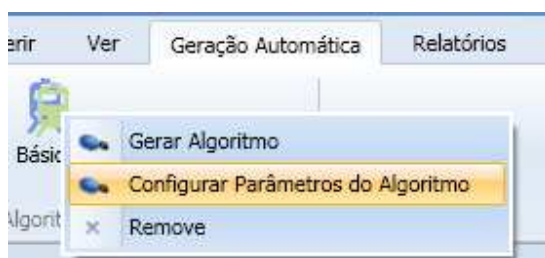 Ver Geração Automática Relatórios
Gerar Algoritmo
Configurar Parâmetros do Algoritmo
Remove